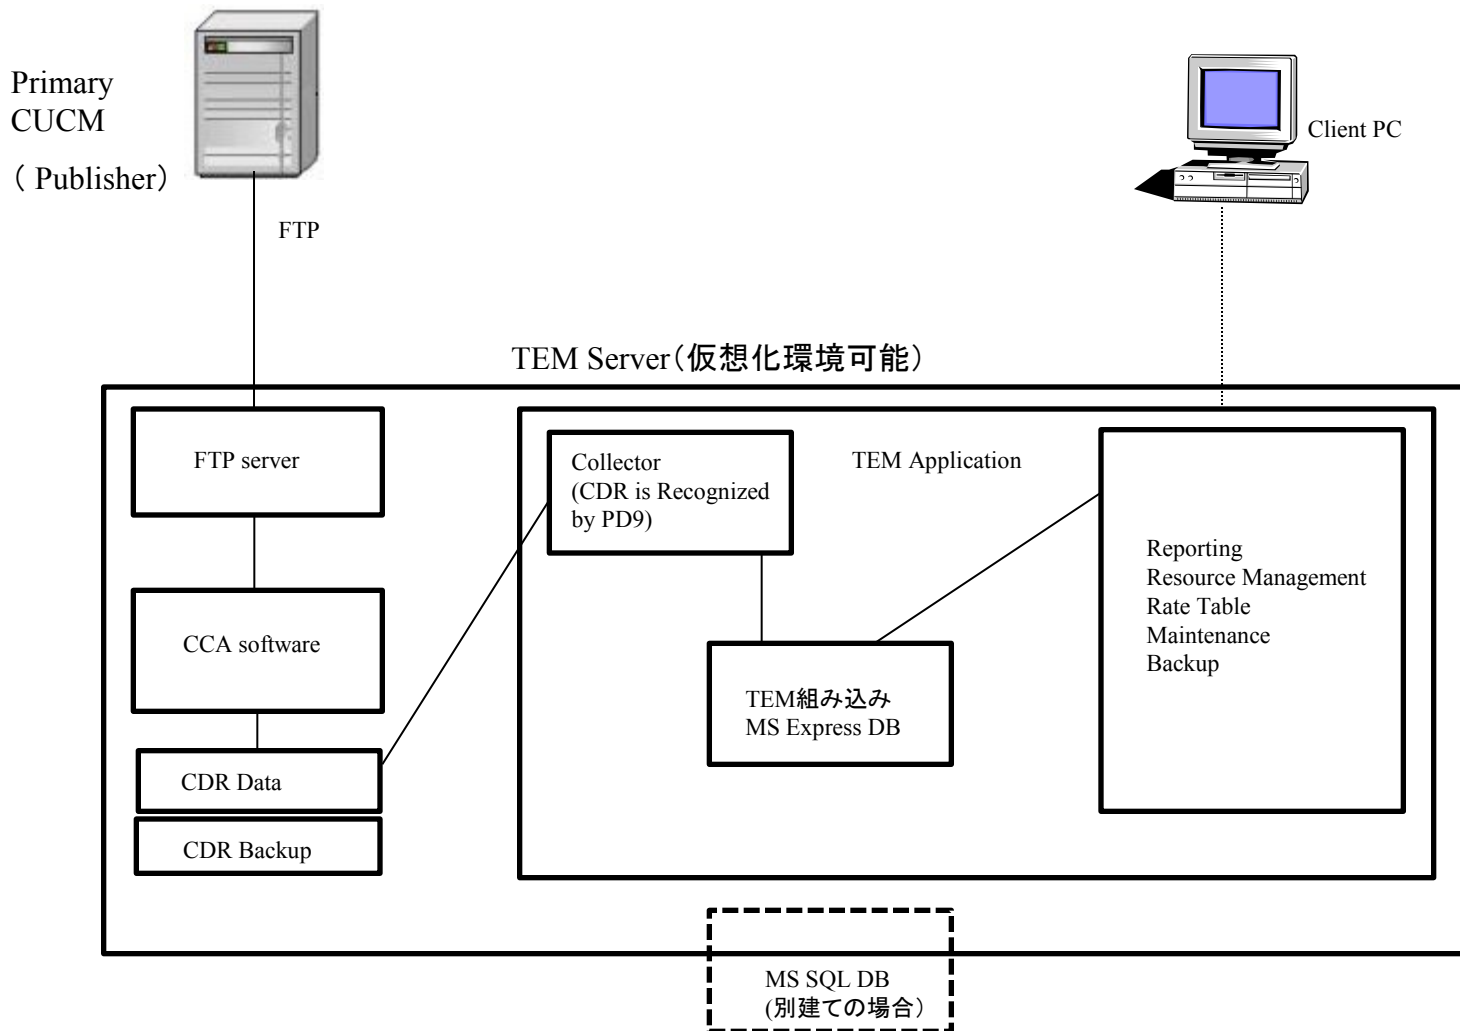 Primary
CUCM
（ Publisher）
FTP
Client PC
TEM Server（仮想化環境可能）
FTP server
CCA software
CDR Data
CDR Backup
Collector
(CDR is Recognized
by PD9)
TEM Application
TEM組み込み
MS Express DB
Reporting
Resource Management
Rate Table
Maintenance
Backup
MS SQL DB
(別建ての場合）